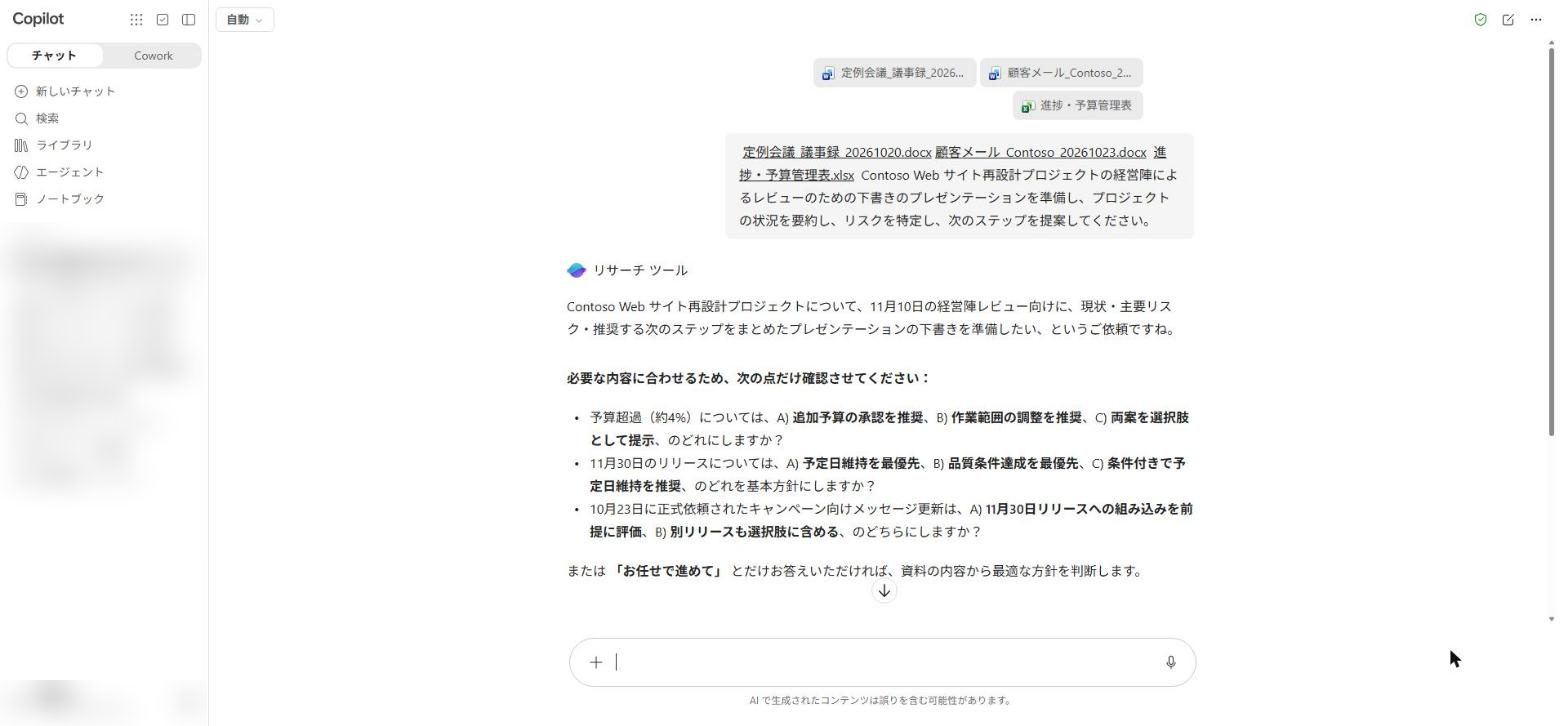 Copilot
自動
チャット
Cowork
新しいチャット
検索
ライブラリ
エージェント
ノートブック
定例会議_議事録_2026...
顧客メール_Contoso_2...
進捗・予算管理表
定例会議_議事録_20261020.docx 顧客メール_Contoso_20261023.docx 進
捗・予算管理表.xlsx Contoso Web サイト再設計プロジェクトの経営陣によ
るレビューのための下書きのプレゼンテーションを準備し、プロジェクト
の状況を要約し、リスクを特定し、次のステップを提案してください。
リサーチ ツール
Contoso Web サイト再設計プロジェクトについて、11月10日の経営陣レビュー向けに、現状・主要リス
ク・推奨する次のステップをまとめたプレゼンテーションの下書きを準備したい、というご依頼ですね。
必要な内容に合わせるため、次の点だけ確認させてください：
• 予算超過（約4%）については、A) 追加予算の承認を推奨、B) 作業範囲の調整を推奨、C) 両案を選択肢
として提示、のどれにしますか？
• 11月30日のリリースについては、A) 予定日維持を最優先、B) 品質条件達成を最優先、C) 条件付きで予
定日維持を推奨、のどれを基本方針にしますか？
• 10月23日に正式依頼されたキャンペーン向けメッセージ更新は、A) 11月30日リリースへの組み込みを前
提に評価、B) 別リリースも選択肢に含める、のどちらにしますか？
または 「お任せで進めて」 とだけお答えいただければ、資料の内容から最適な方針を判断します。
AI で生成されたコンテンツは誤りを含む可能性があります。